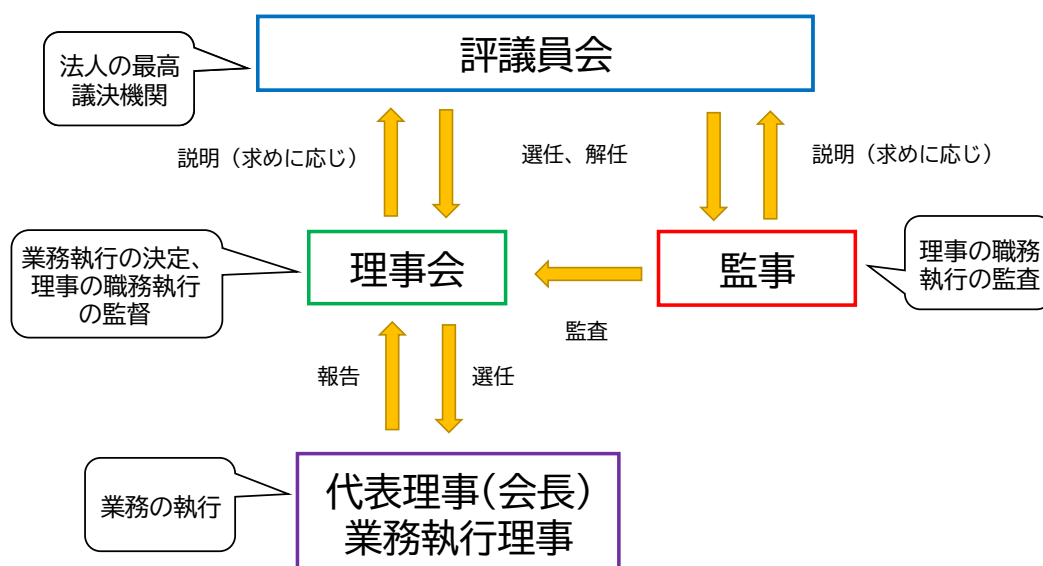 評議員会
法人の最高
議決機関
説明（求めに応じ）
選任、解任
説明（求めに応じ）
業務執行の決定、
理事の職務執行
の監督
理事会
監事
理事の職務
執行の監査
監査
報告
選任
業務の執行
代表理事(会長)
業務執行理事